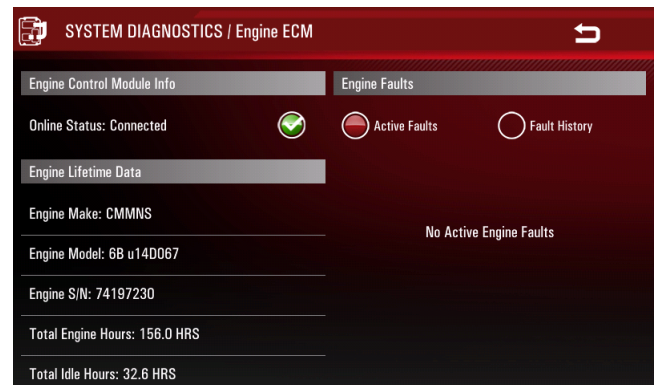 SYSTEM DIAGNOSTICS / Engine ECM
Engine Control Module Info
Online Status: Connected
Engine Lifetime Data
Engine Make: CMMNS
Engine Model: 6B u14D067
Engine S/N: 74197230
Total Engine Hours: 156.0 HRS
Total Idle Hours: 32.6 HRS
Engine Faults
Active Faults
Fault History
No Active Engine Faults